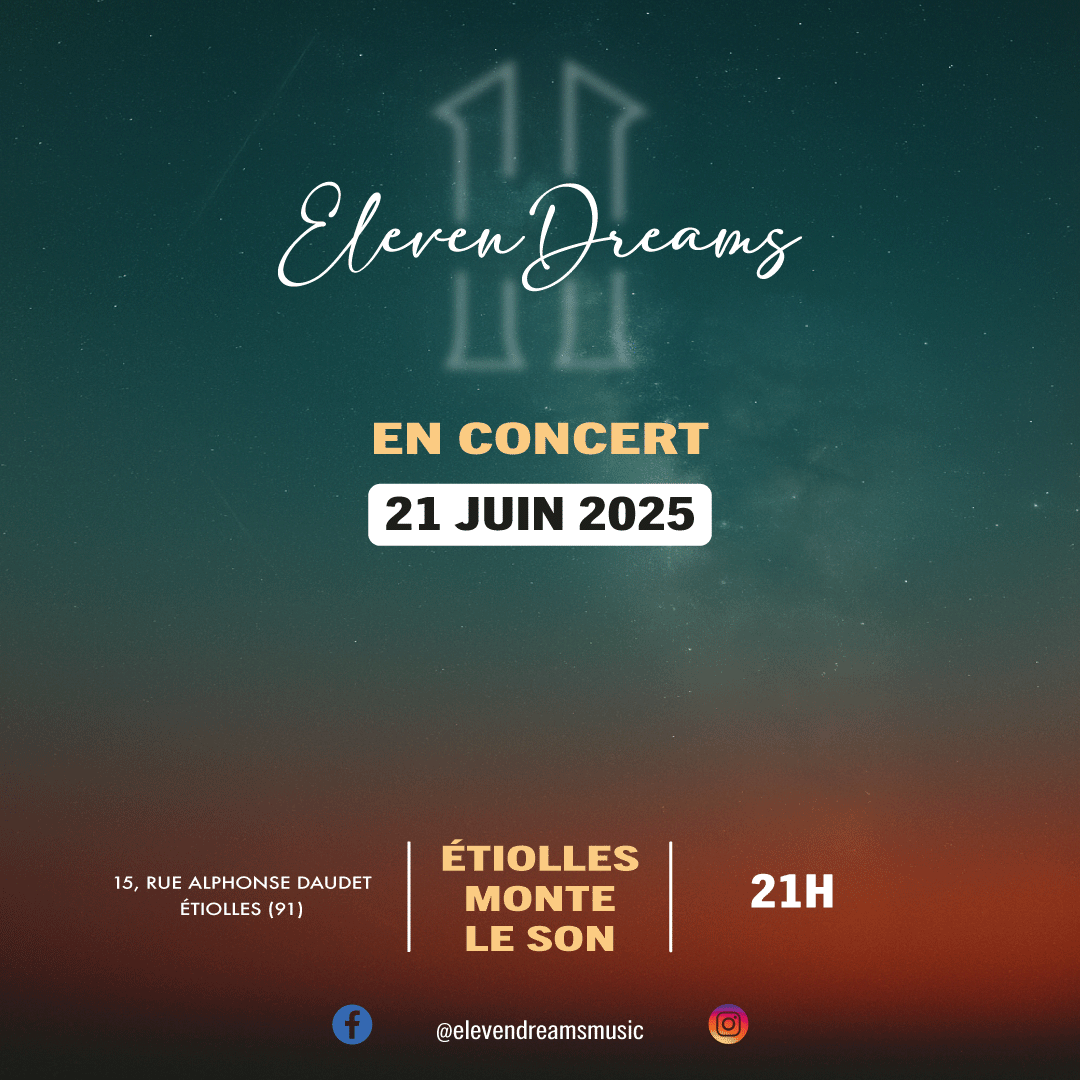 11
Eleven Dreams
EN CONCERT
21 JUIN 2025
15, RUE ALPHONSE DAUDET
ÉTIOLLES (91)
ÉTIOLLES
MONTE
LE SON
21H
@elevendreamsmusic